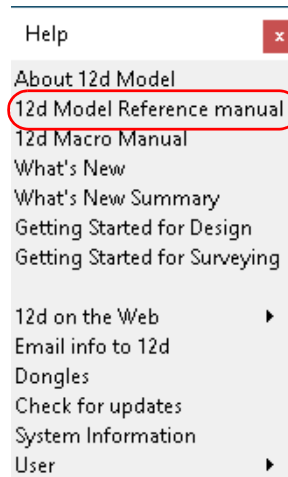 Help
x
About 12d Model
12d Model Reference manual
12d Macro Manual
What's New
What's New Summary
Getting Started for Design
Getting Started for Surveying
12d on the Web
Email info to 12d
Dongles
Check for updates
System Information
User